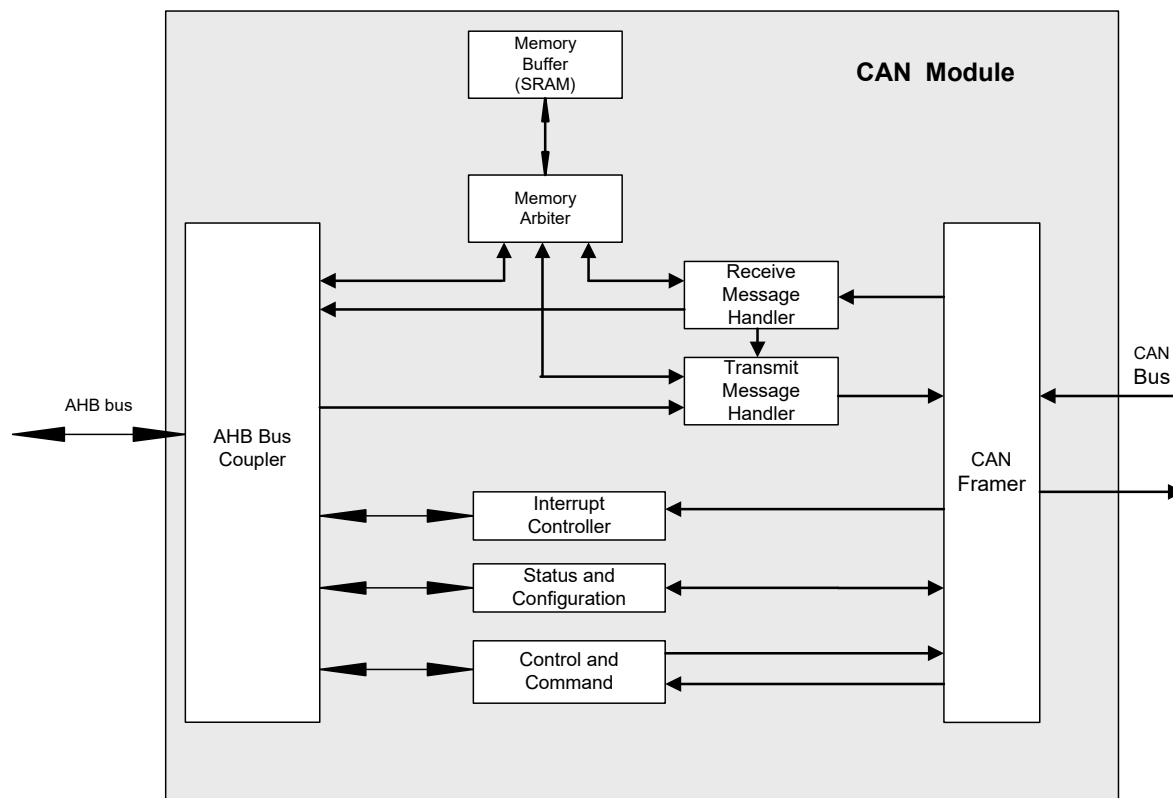 Memory
Buffer
(SRAM)
CAN Module
Memory
Arbiter
Receive
Message
Handler
Transmit
Message
Handler
CAN
Bus
AHB bus
AHB Bus
Coupler
CAN
Framer
Interrupt
Controller
Status and
Configuration
Control and
Command